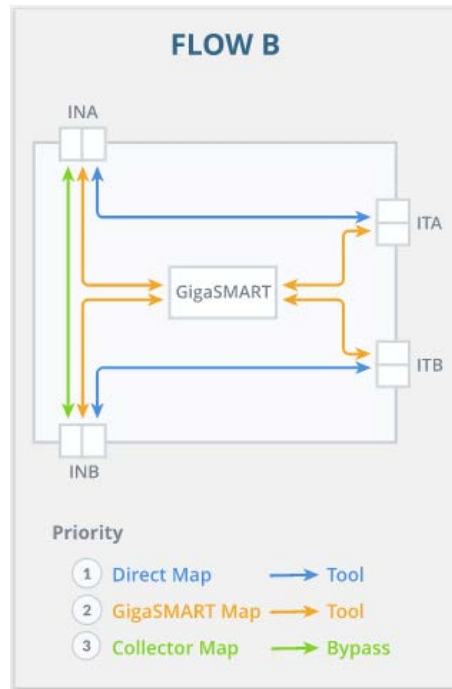 FLOW B
INA
ITA
GigaSMART
ITB
INB
Priority
1 Direct Map Tool
2 GigaSMART Map Tool
3 Collector Map Bypass